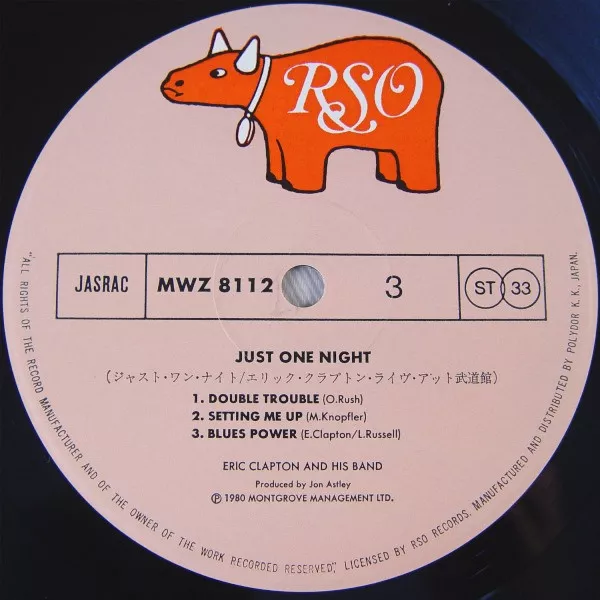 RSO
JASRAC MWZ 8112 3 ST 33
JUST ONE NIGHT
(ジャスト・ワン・ナイト/エリック・クラプトン・ライヴ・アット武道館)
1. DOUBLE TROUBLE (O.Rush)
2. SETTING ME UP (M.Knopfler)
3. BLUES POWER (E.Clapton/L.Russell)
ERIC CLAPTON AND HIS BAND
Produced by Jon Astley
Ⓟ 1980 MONTGROVE MANAGEMENT LTD.
"ALL RIGHTS OF THE RECORD MANUFACTURER AND OF THE OWNER OF THE WORK RECORDED RESERVED", LICENSED BY RSO RECORDS, MANUFACTURED AND DISTRIBUTED BY POLYDOR K. K., JAPAN.